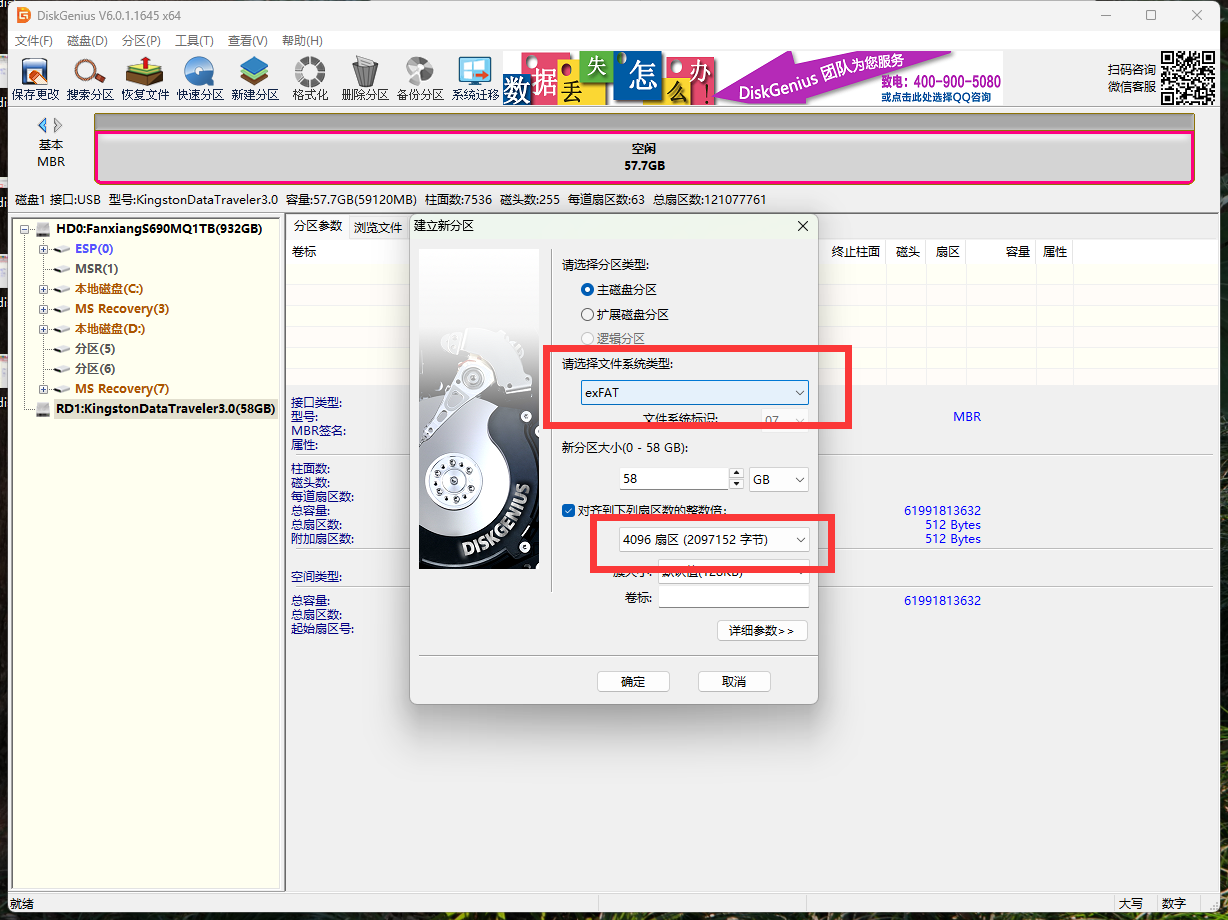 DiskGenius V6.0.1.1645 x64
文件(F) 磁盘(D) 分区(P) 工具(T) 查看(V) 帮助(H)
保存更改 搜索分区 恢复文件 快速分区 新建分区 格式化 删除分区 备份分区 系统迁移
数据丢失怎么办!
DiskGenius 团队为您服务
致电: 400-900-5080
或点击此处选择QQ咨询
扫码咨询
微信客服
基本
MBR
空闲
57.7GB
磁盘1 接口:USB 型号:KingstonDataTraveler3.0 容量:57.7GB(59120MB) 柱面数:7536 磁头数:255 每道扇区数:63 总扇区数:121077761
HD0:FanxiangS690MQ1TB(932GB)
ESP(0)
MSR(1)
本地磁盘(C:)
MS Recovery(3)
本地磁盘(D:)
分区(5)
分区(6)
MS Recovery(7)
RD1:KingstonDataTraveler3.0(58GB)
分区参数 浏览文件
卷标
终止柱面 磁头 扇区 容量 属性
接口类型:
型号:
MBR
MBR签名:
属性:
柱面数:
磁头数:
每道扇区数:
总容量:
61991813632
总扇区数:
512 Bytes
附加扇区数:
512 Bytes
空间类型:
总容量:
61991813632
总扇区数:
起始扇区号:
建立新分区
DISKGENIUS
请选择分区类型:
主磁盘分区
扩展磁盘分区
逻辑分区
请选择文件系统类型:
exFAT
文件系统标识: 07
新分区大小(0 - 58 GB):
58 GB
对齐到下列扇区数的整数倍:
4096 扇区 (2097152 字节)
簇大小: 默认值(128KB)
卷标:
详细参数>>
确定 取消
就绪
大写 数字